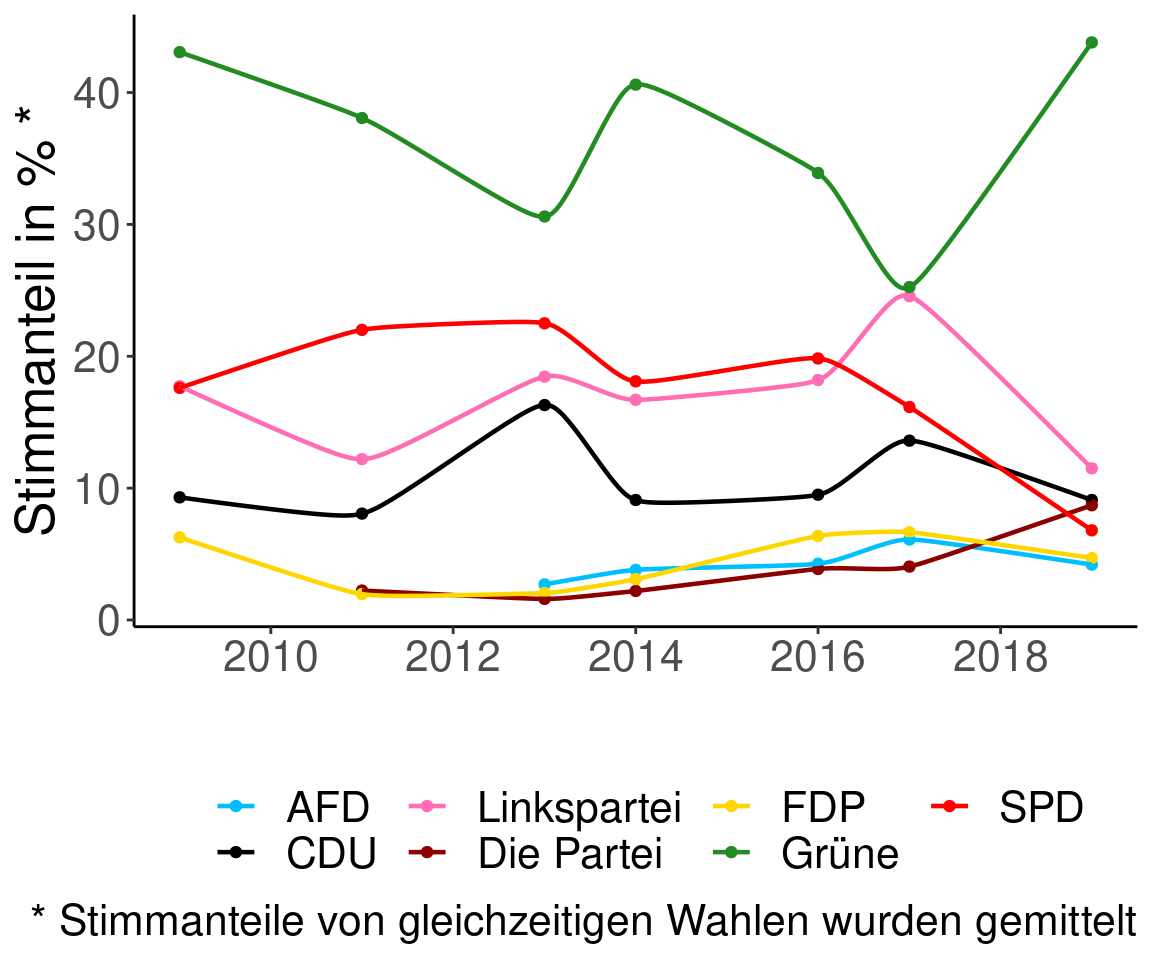 Stimmanteil in % *
40
30
20
10
0
2010 2012 2014 2016 2018
AFD Linkspartei FDP SPD
CDU Die Partei Grüne
* Stimmanteile von gleichzeitigen Wahlen wurden gemittelt